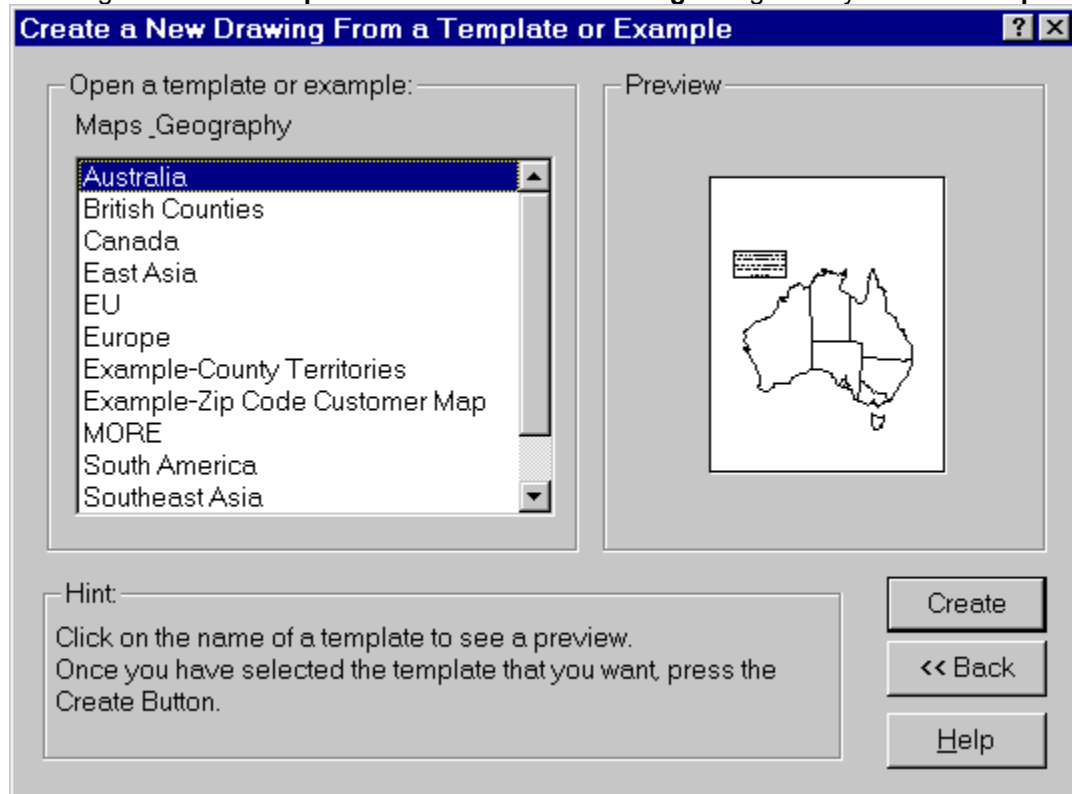 Create a New Drawing From a Template or Example
Open a template or example:
Maps_Geography
Australia
British Counties
Canada
East Asia
EU
Europe
Example-County Territories
Example-Zip Code Customer Map
MORE
South America
Southeast Asia
Preview
Hint:
Click on the name of a template to see a preview.
Once you have selected the template that you want, press the
Create Button.
Create
<< Back
Help